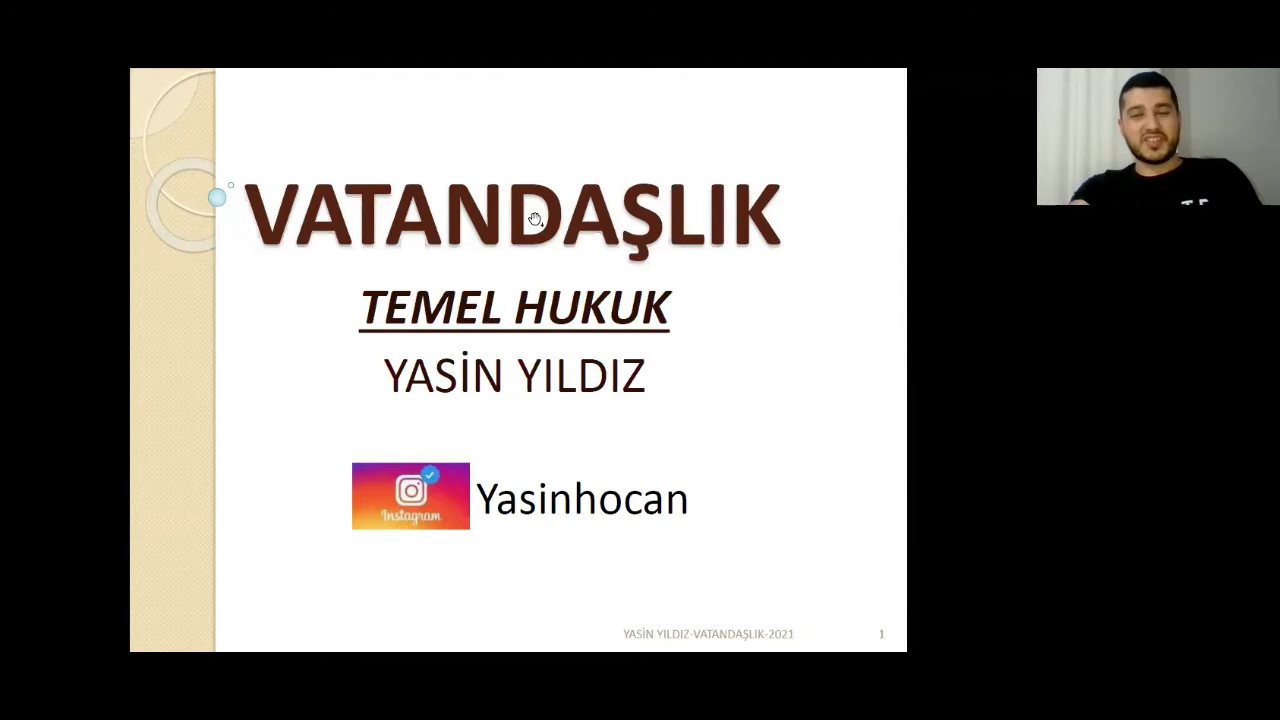 VATANDAŞLIK
TEMEL HUKUK
YASİN YILDIZ
Instagram
Yasinhocan
YASİN YILDIZ-VATANDAŞLIK-2021
1